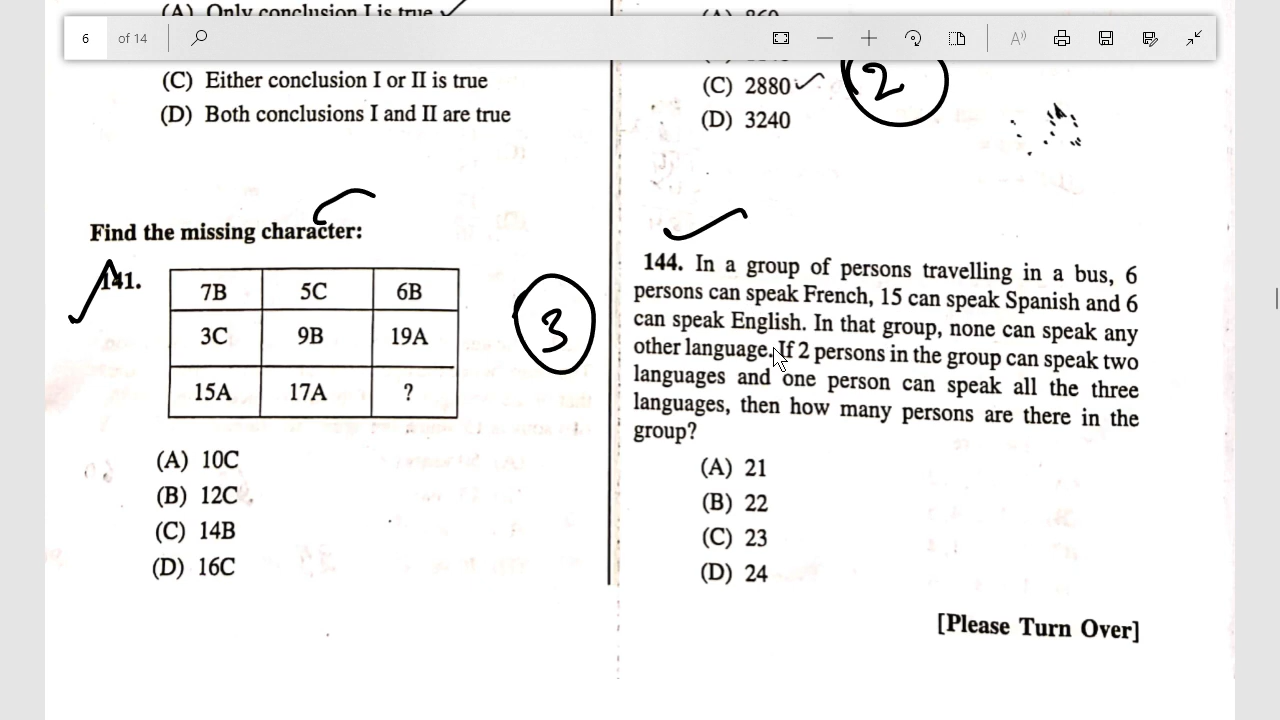 6 of 14
(A) Only conclusion I is true
(C) Either conclusion I or II is true
(D) Both conclusions I and II are true
Find the missing character:
141.
7B 5C 6B
3C 9B 19A
15A 17A ?
3
(A) 10C
(B) 12C
(C) 14B
(D) 16C
(C) 2880
(D) 3240
2
144. In a group of persons travelling in a bus, 6
persons can speak French, 15 can speak Spanish and 6
can speak English. In that group, none can speak any
other language. If 2 persons in the group can speak two
languages and one person can speak all the three
languages, then how many persons are there in the
group?
(A) 21
(B) 22
(C) 23
(D) 24
[Please Turn Over]